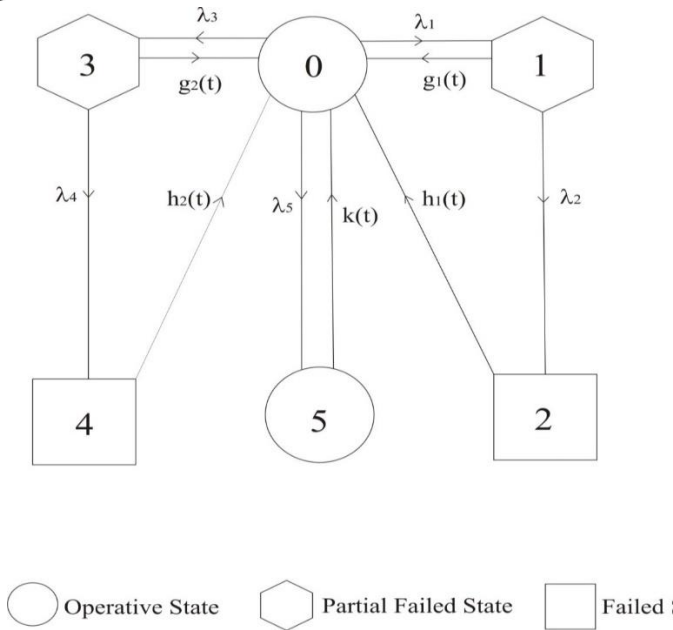 λ3
λ1
3
0
1
g2(t)
g1(t)
λ4
h2(t)
λ5
k(t)
h1(t)
λ2
4
5
2
Operative State
Partial Failed State
Failed